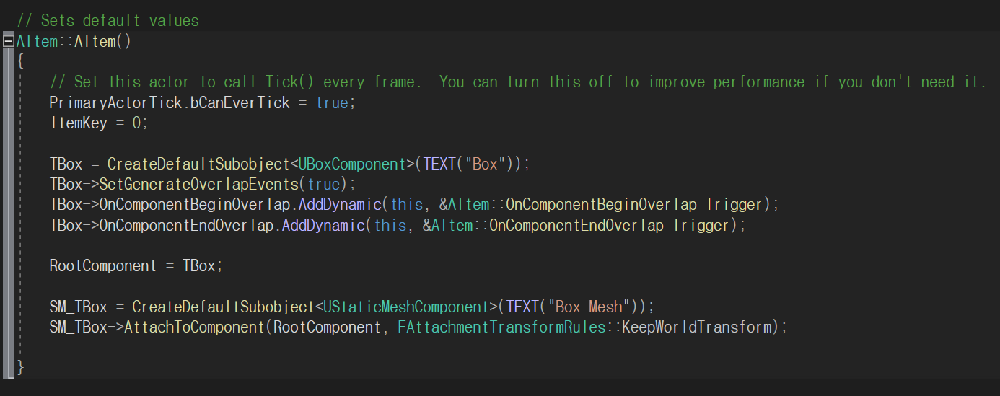 // Sets default values
AItem::AItem()
{
// Set this actor to call Tick() every frame.  You can turn this off to improve performance if you don't need it.
PrimaryActorTick.bCanEverTick = true;
ItemKey = 0;
TBox = CreateDefaultSubobject<UBoxComponent>(TEXT("Box"));
TBox->SetGenerateOverlapEvents(true);
TBox->OnComponentBeginOverlap.AddDynamic(this, &AItem::OnComponentBeginOverlap_Trigger);
TBox->OnComponentEndOverlap.AddDynamic(this, &AItem::OnComponentEndOverlap_Trigger);
RootComponent = TBox;
SM_TBox = CreateDefaultSubobject<UStaticMeshComponent>(TEXT("Box Mesh"));
SM_TBox->AttachToComponent(RootComponent, FAttachmentTransformRules::KeepWorldTransform);
}